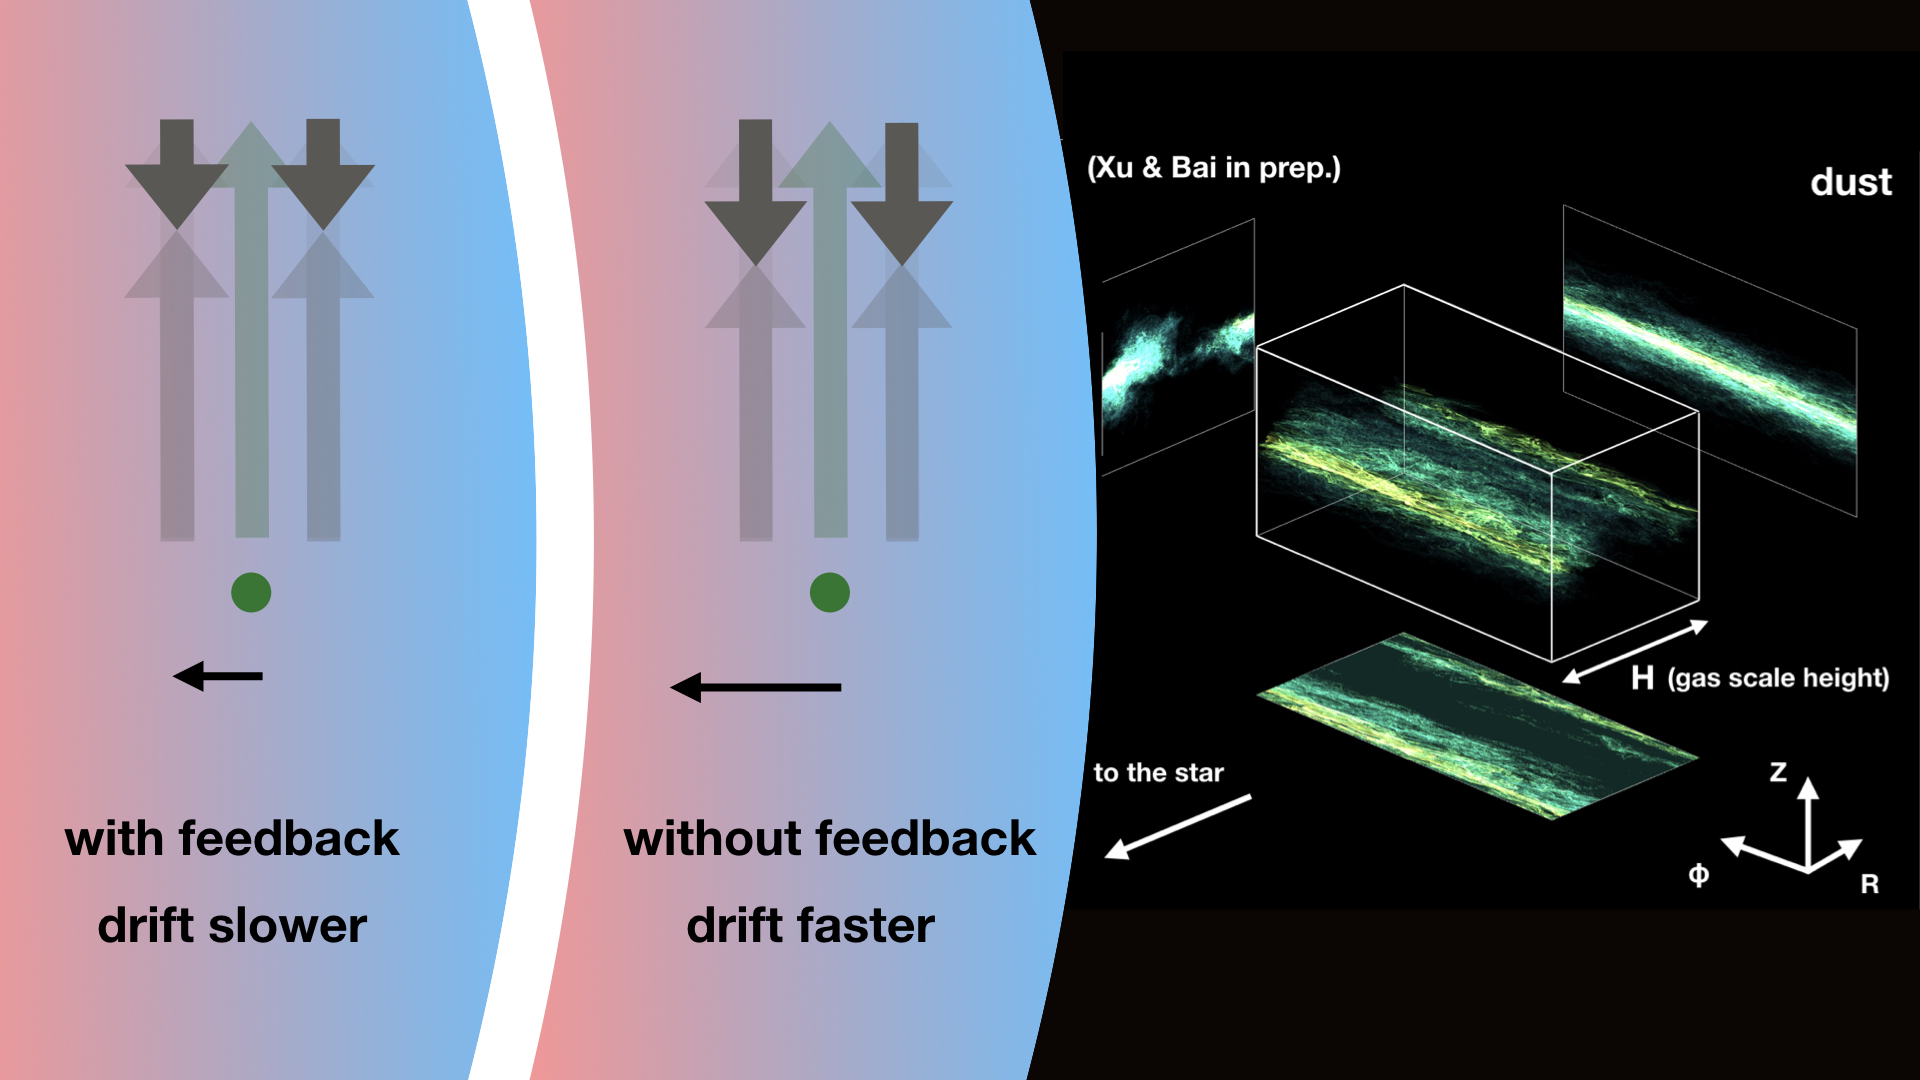 with feedback
drift slower
without feedback
drift faster
(Xu & Bai in prep.)
dust
H (gas scale height)
to the star
Z
ϕ
R